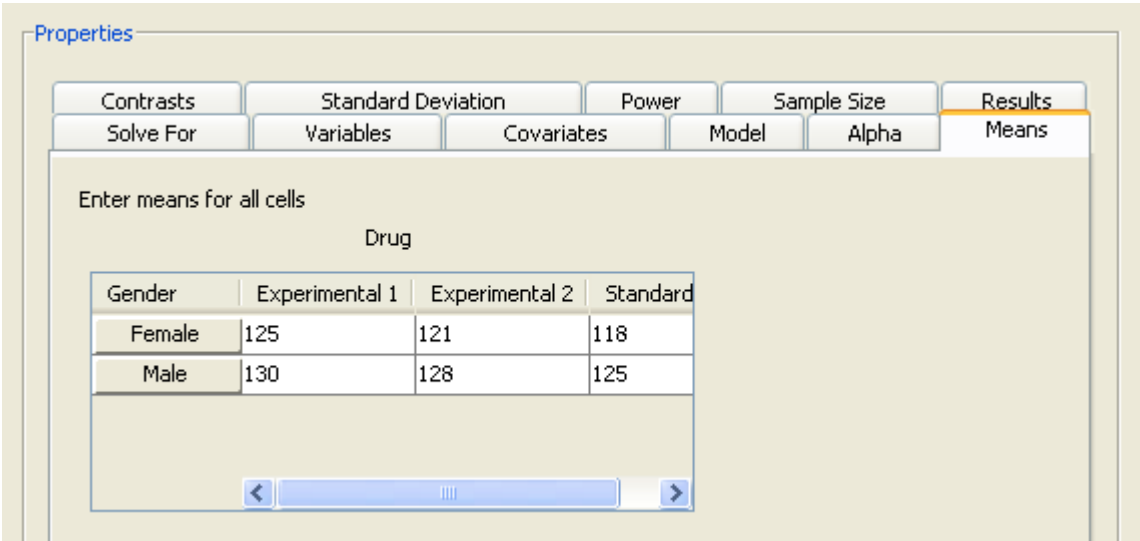 Properties
Contrasts Standard Deviation Power Sample Size Results
Solve For Variables Covariates Model Alpha Means
Enter means for all cells
Drug
Gender Experimental 1 Experimental 2 Standard
Female 125 121 118
Male 130 128 125